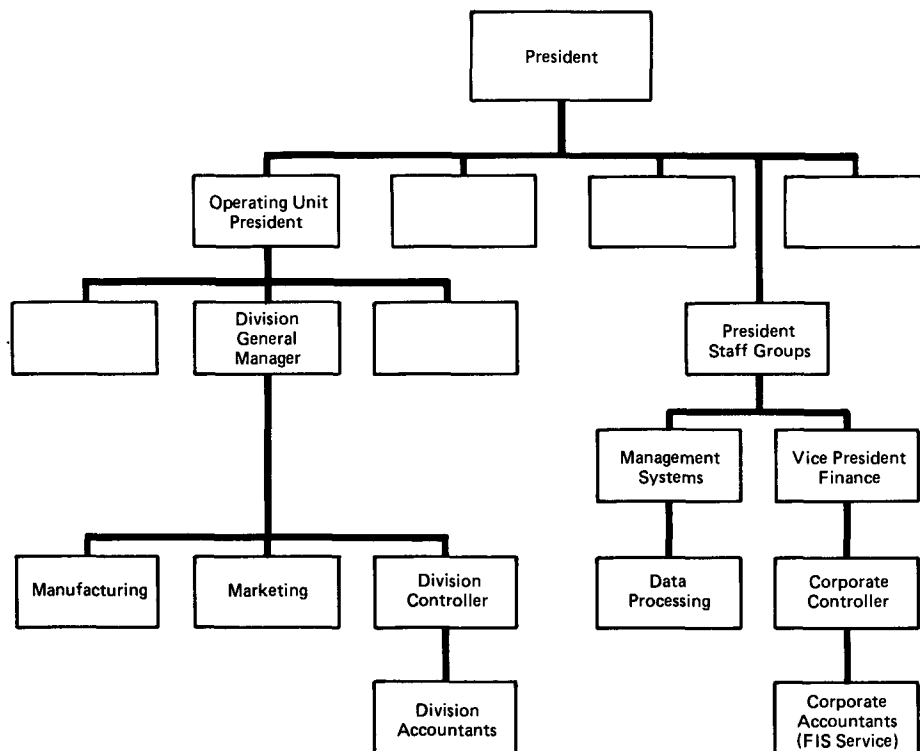 President
Operating Unit
President
Division
General
Manager
President
Staff Groups
Management
Systems
Vice President
Finance
Manufacturing
Marketing
Division
Controller
Data
Processing
Corporate
Controller
Division
Accountants
Corporate
Accountants
(FIS Service)